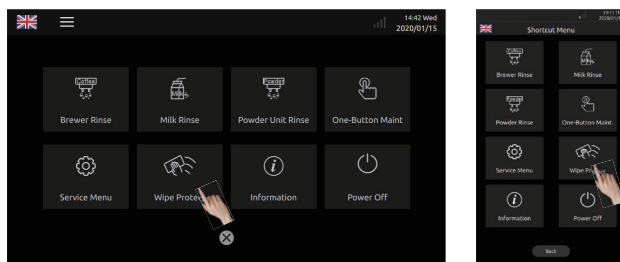 14:42 Wed
2020/01/15
Coffee
Milk
Powder
Brewer Rinse
Milk Rinse
Powder Unit Rinse
One-Button Maint
Service Menu
Wipe
Information
Power Off
Shortcut Menu
Coffee
Brewer Rinse
Milk Rinse
Powder
Powder Rinse
One-Button Maint.
Service Menu
Wipe
Information
Power Off
Back